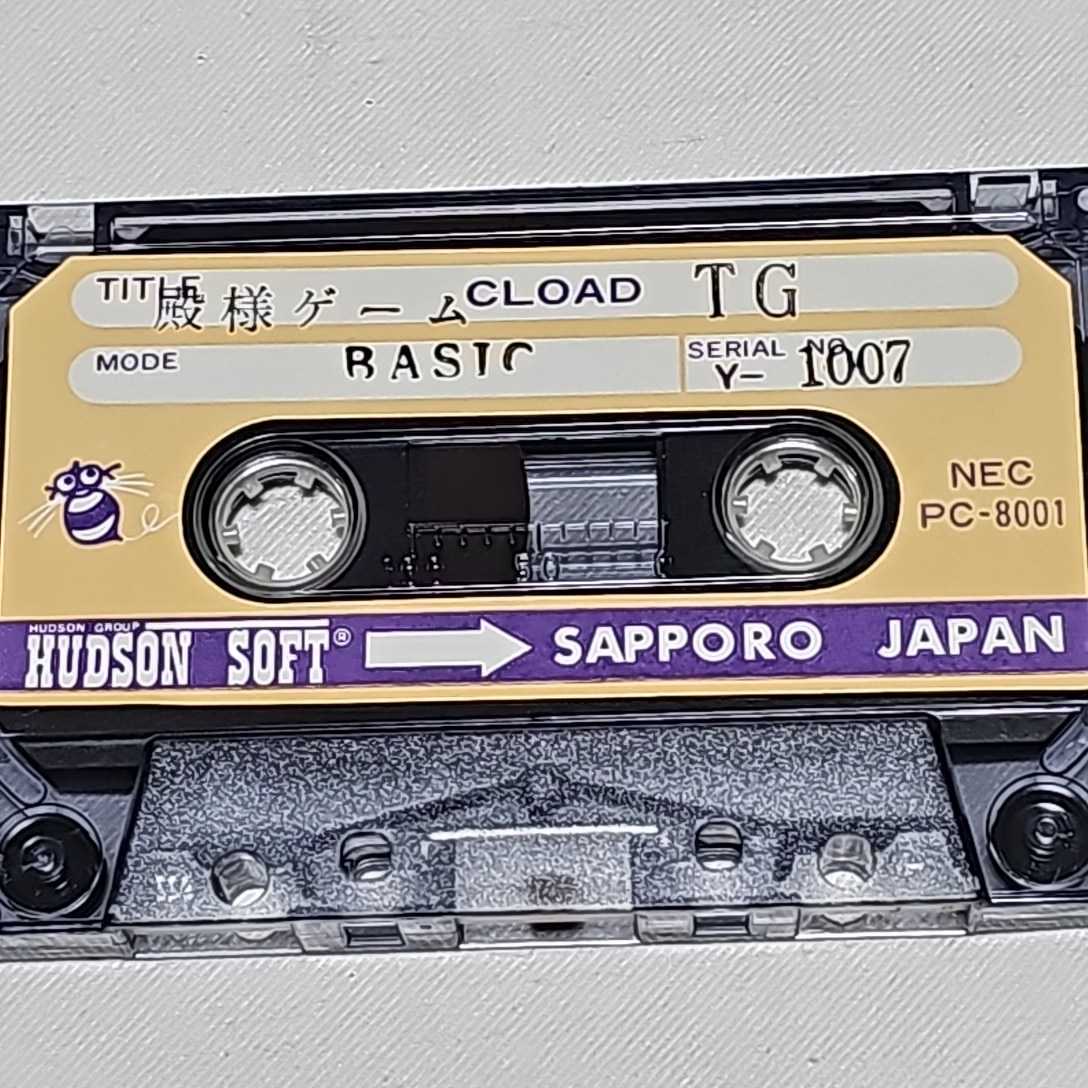 TITLE 殿様ゲーム CLOAD TG
MODE BASIC SERIAL NO. Y- 1007
NEC
PC-8001
HUDSON GROUP
HUDSON SOFT® SAPPORO JAPAN